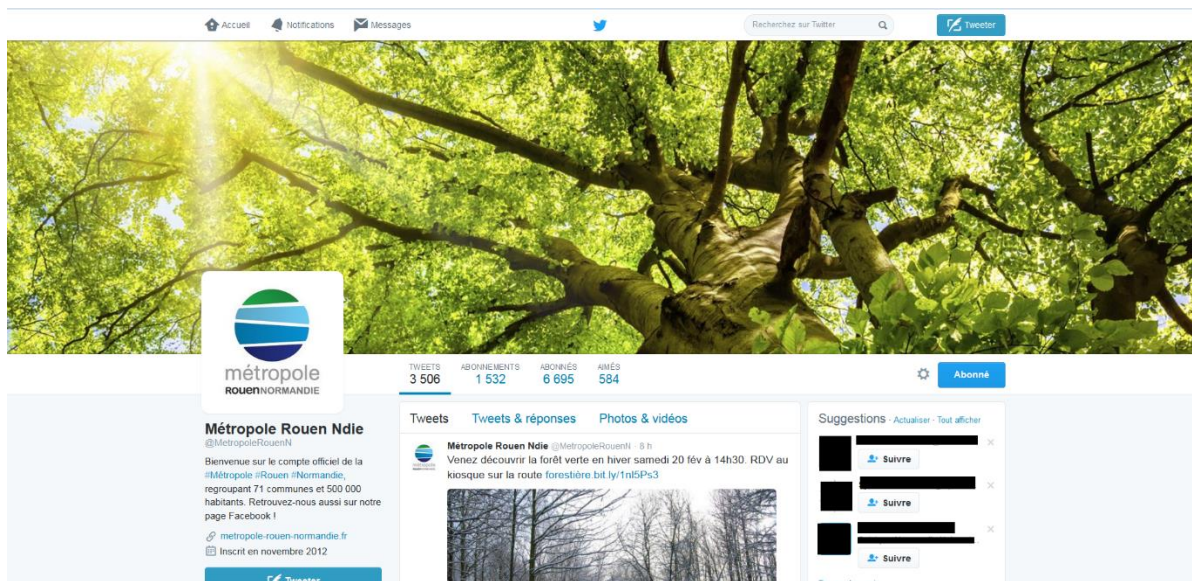 Accueil Notifications Messages
Recherchez sur Twitter
Tweeter
métropole
ROUENNORMANDIE
TWEETS ABONNEMENTS ABONNÉS AIMÉS
3 506 1 532 6 695 584
Abonné
Métropole Rouen Ndie
@MetropoleRouenN
Bienvenue sur le compte officiel de la
#Métropole #Rouen #Normandie,
regroupant 71 communes et 500 000
habitants. Retrouvez-nous aussi sur notre
page Facebook !
metropole-rouen-normandie.fr
Inscrit en novembre 2012
Tweeter
Tweets Tweets & réponses Photos & vidéos
Métropole Rouen Ndie @MetropoleRouenN · 8 h
Venez découvrir la forêt verte en hiver samedi 20 fév à 14h30. RDV au
kiosque sur la route forestière.bit.ly/1nI5Ps3
Suggestions · Actualiser · Tout afficher
Suivre
Suivre
Suivre